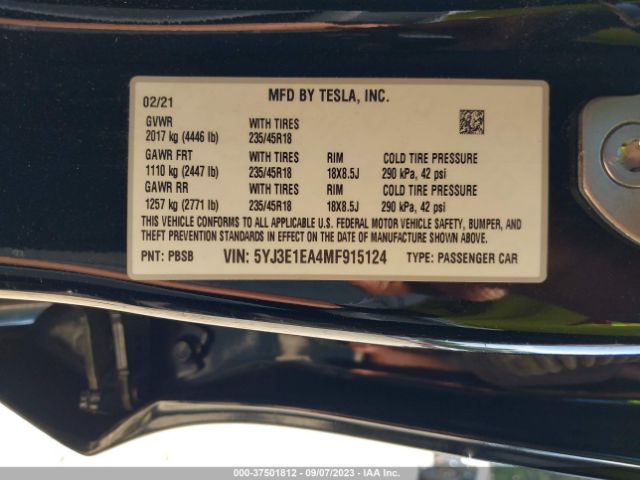 02/21 MFD BY TESLA, INC.
GVWR WITH TIRES
2017 kg (4446 lb) 235/45R18
GAWR FRT WITH TIRES RIM COLD TIRE PRESSURE
1110 kg (2447 lb) 235/45R18 18X8.5J 290 kPa, 42 psi
GAWR RR WITH TIRES RIM COLD TIRE PRESSURE
1257 kg (2771 lb) 235/45R18 18X8.5J 290 kPa, 42 psi
THIS VEHICLE CONFORMS TO ALL APPLICABLE U.S. FEDERAL MOTOR VEHICLE SAFETY, BUMPER, AND
THEFT PREVENTION STANDARDS IN EFFECT ON THE DATE OF MANUFACTURE SHOWN ABOVE.
PNT: PBSB VIN: 5YJ3E1EA4MF915124 TYPE: PASSENGER CAR
000-37501812 - 09/07/2023 - IAAI.COM